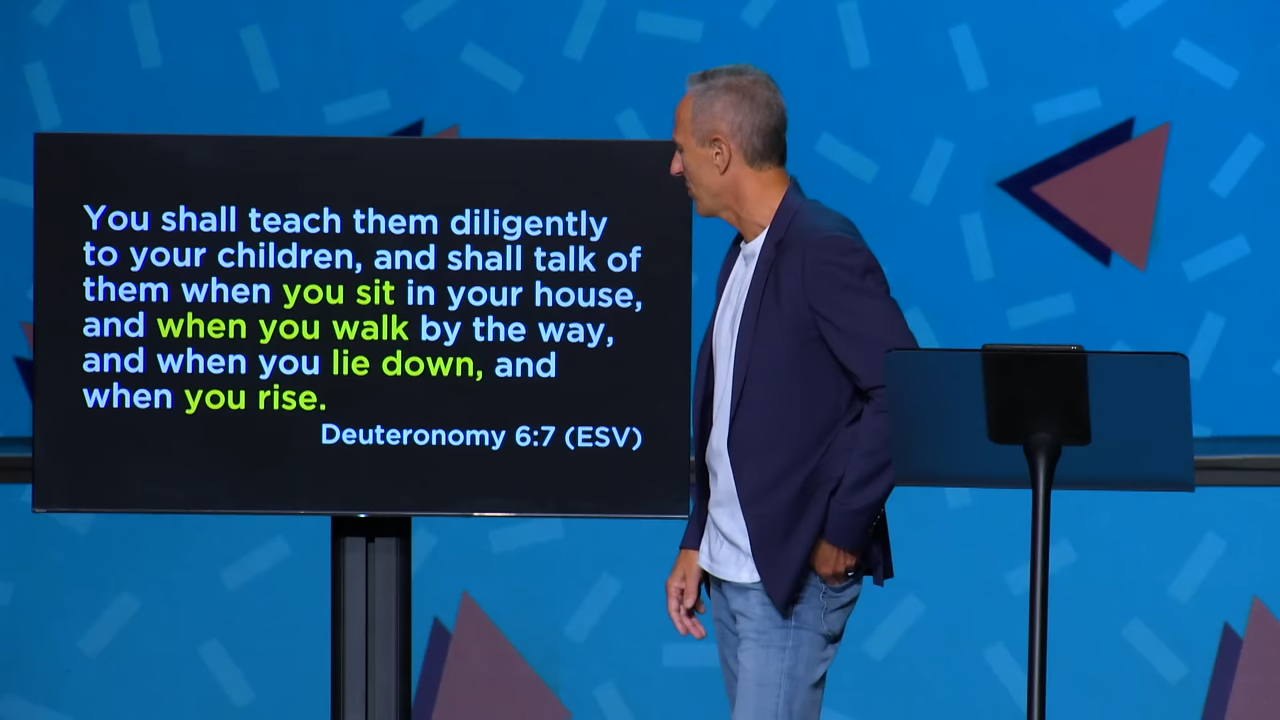 You shall teach them diligently
to your children, and shall talk of
them when you sit in your house,
and when you walk by the way,
and when you lie down, and
when you rise.
Deuteronomy 6:7 (ESV)